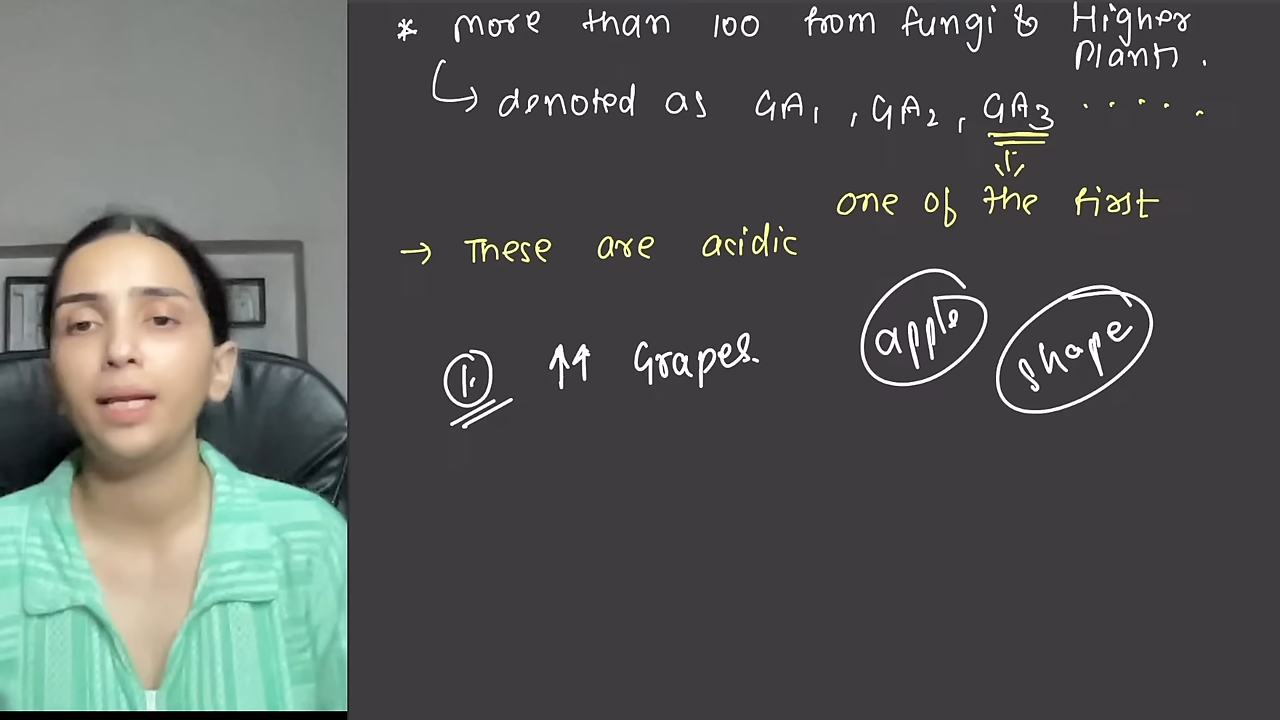 * more than 100 from fungi & Higher
Plants.
↳ denoted as GA1, GA2, GA3 .....
one of the first
→ These are acidic
① ↑↑ Grapes.
apple
shape